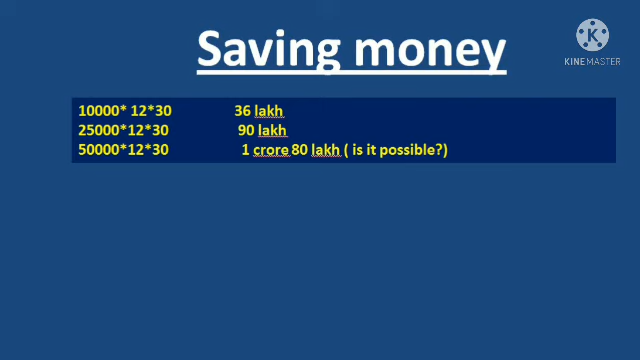 Saving money
KINEMASTER
10000* 12*30 36 lakh
25000*12*30 90 lakh
50000*12*30 1 crore 80 lakh ( is it possible?)